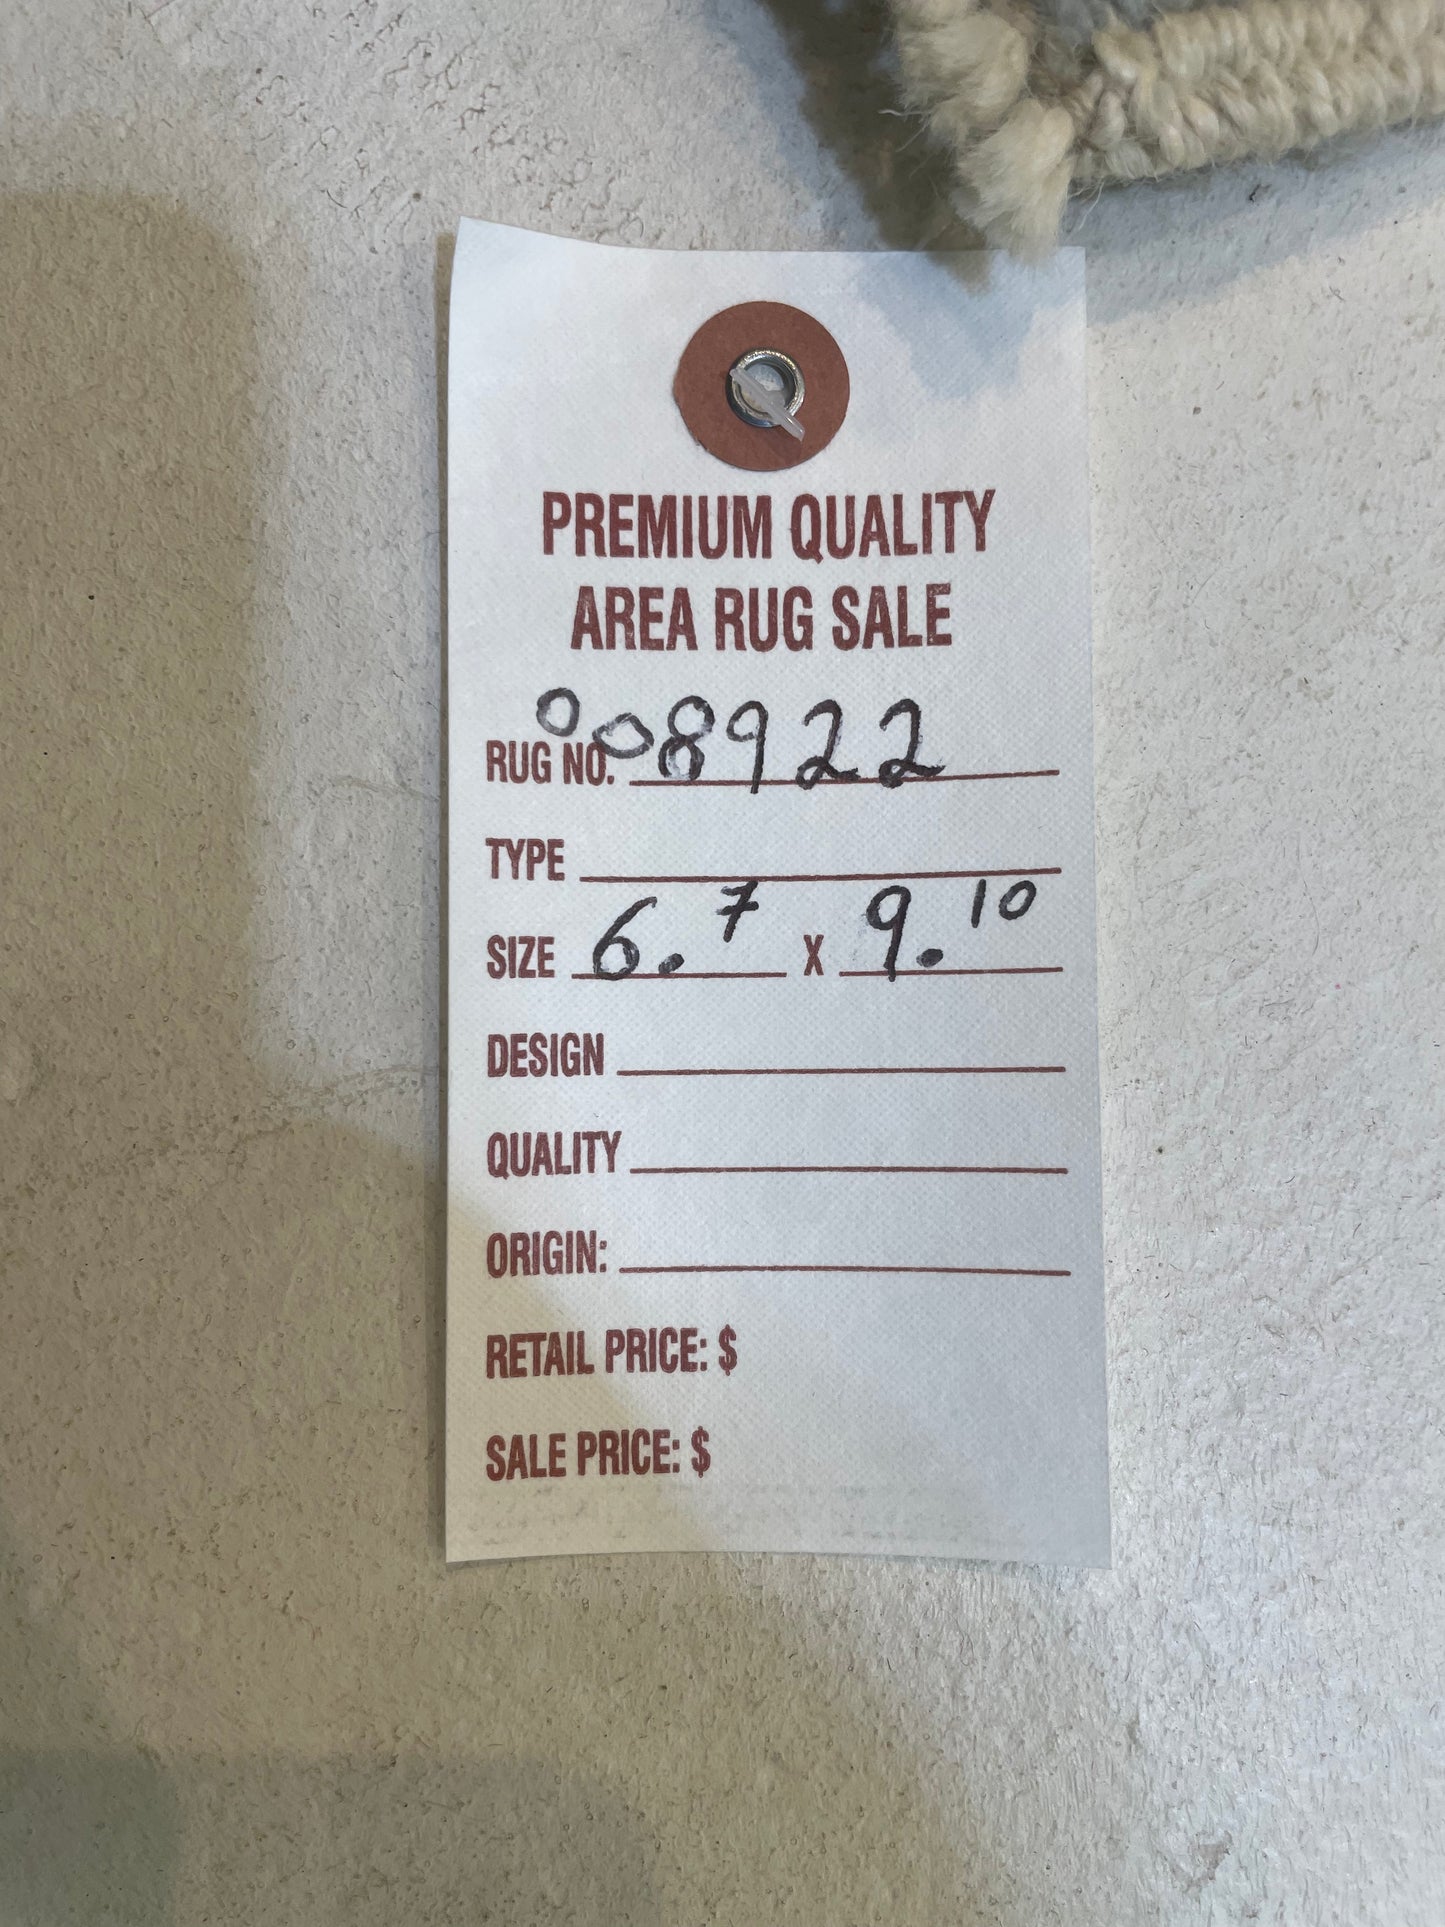 PREMIUM QUALITY
AREA RUG SALE
RUG NO. 008922
TYPE
SIZE 6.7 X 9.10
DESIGN
QUALITY
ORIGIN:
RETAIL PRICE: $
SALE PRICE: $